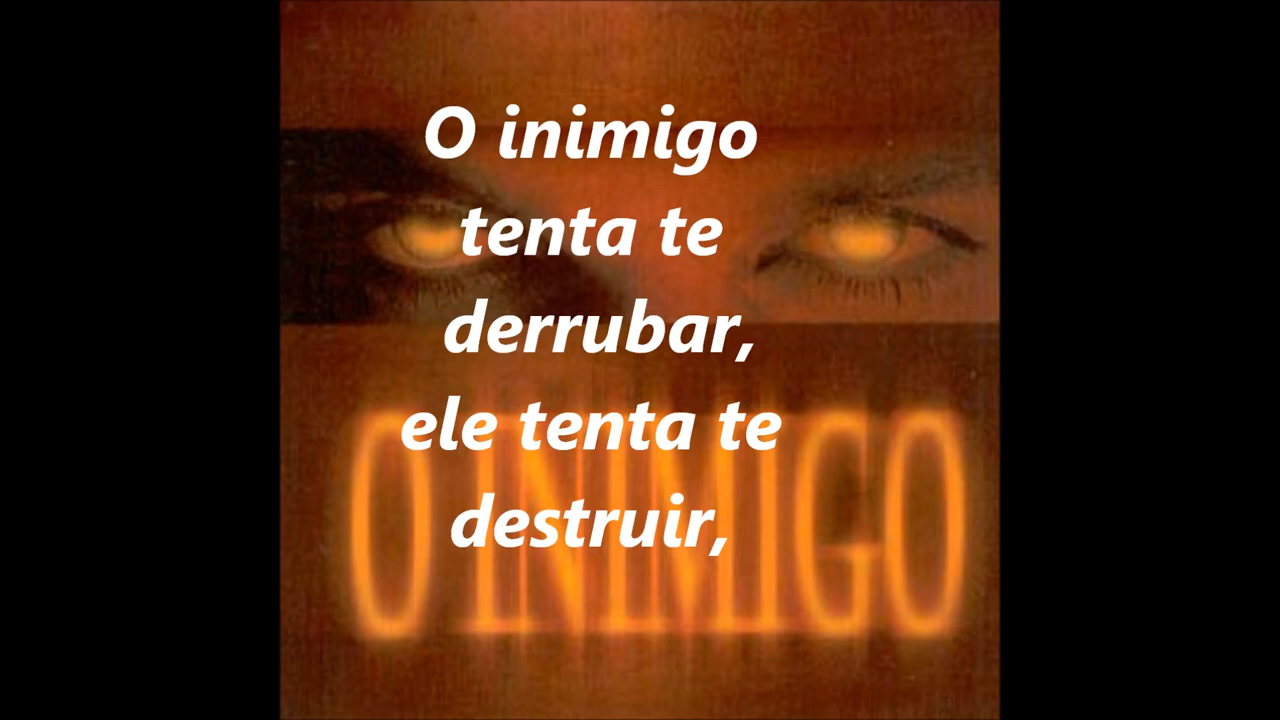 O inimigo
tenta te
derrubar,
ele tenta te
destruir,
O INIMIGO